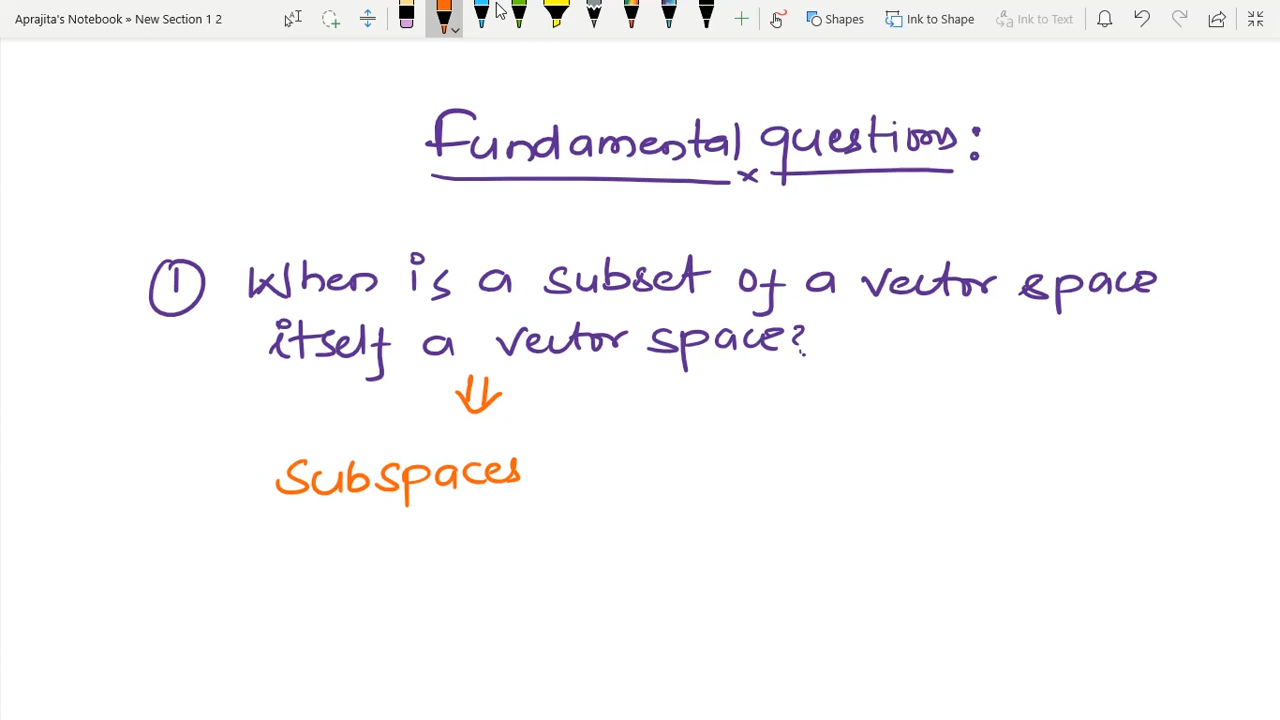 Aprajita's Notebook » New Section 1 2
Shapes
Ink to Shape
Ink to Text
Fundamental questions:
① When is a subset of a vector space
itself a vector space?
⇓
Subspaces